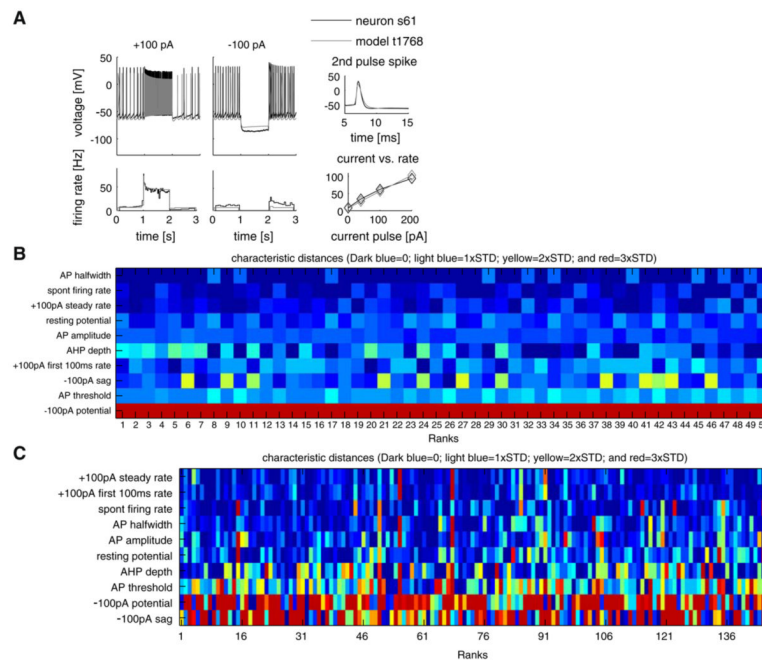 A
neuron s61
model t1768
+100 pA
-100 pA
2nd pulse spike
voltage [mV]
50
0
-50
-100
50
0
-50
5
10
15
time [ms]
firing rate [Hz]
current vs. rate
50
0
0
1
2
3
0
1
2
3
time [s]
time [s]
100
50
0
0
100
200
current pulse [pA]
B
characteristic distances (Dark blue=0; light blue=1xSTD; yellow=2xSTD; and red=3xSTD)
AP halfwidth
spont firing rate
+100pA steady rate
resting potential
AP amplitude
AHP depth
+100pA first 100ms rate
-100pA sag
AP threshold
-100pA potential
1 2 3 4 5 6 7 8 9 10 11 12 13 14 15 16 17 18 19 20 21 22 23 24 25 26 27 28 29 30 31 32 33 34 35 36 37 38 39 40 41 42 43 44 45 46 47 48 49
Ranks
C
characteristic distances (Dark blue=0; light blue=1xSTD; yellow=2xSTD; and red=3xSTD)
+100pA steady rate
+100pA first 100ms rate
spont firing rate
AP halfwidth
AP amplitude
resting potential
AHP depth
AP threshold
-100pA potential
-100pA sag
1 16 31 46 61 76 91 106 121 136
Ranks